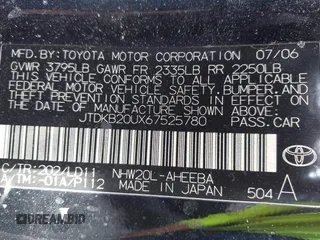 MFD. BY: TOYOTA MOTOR CORPORATION 07/06
GVWR 3795LB GAWR FR 2335LB RR 2250LB
THIS VEHICLE CONFORMS TO ALL APPLICABLE
FEDERAL MOTOR VEHICLE SAFETY, BUMPER, AND
THEFT PREVENTION STANDARDS IN EFFECT ON
THE DATE OF MANUFACTURE SHOWN ABOVE.
JTDKB20UX67525780
PASS. CAR
C/TR: 202/LD11 NHW20L-AHEEBA
A/TM: -01A/P112 MADE IN JAPAN 504 A
TOYOTA
DREAMBID